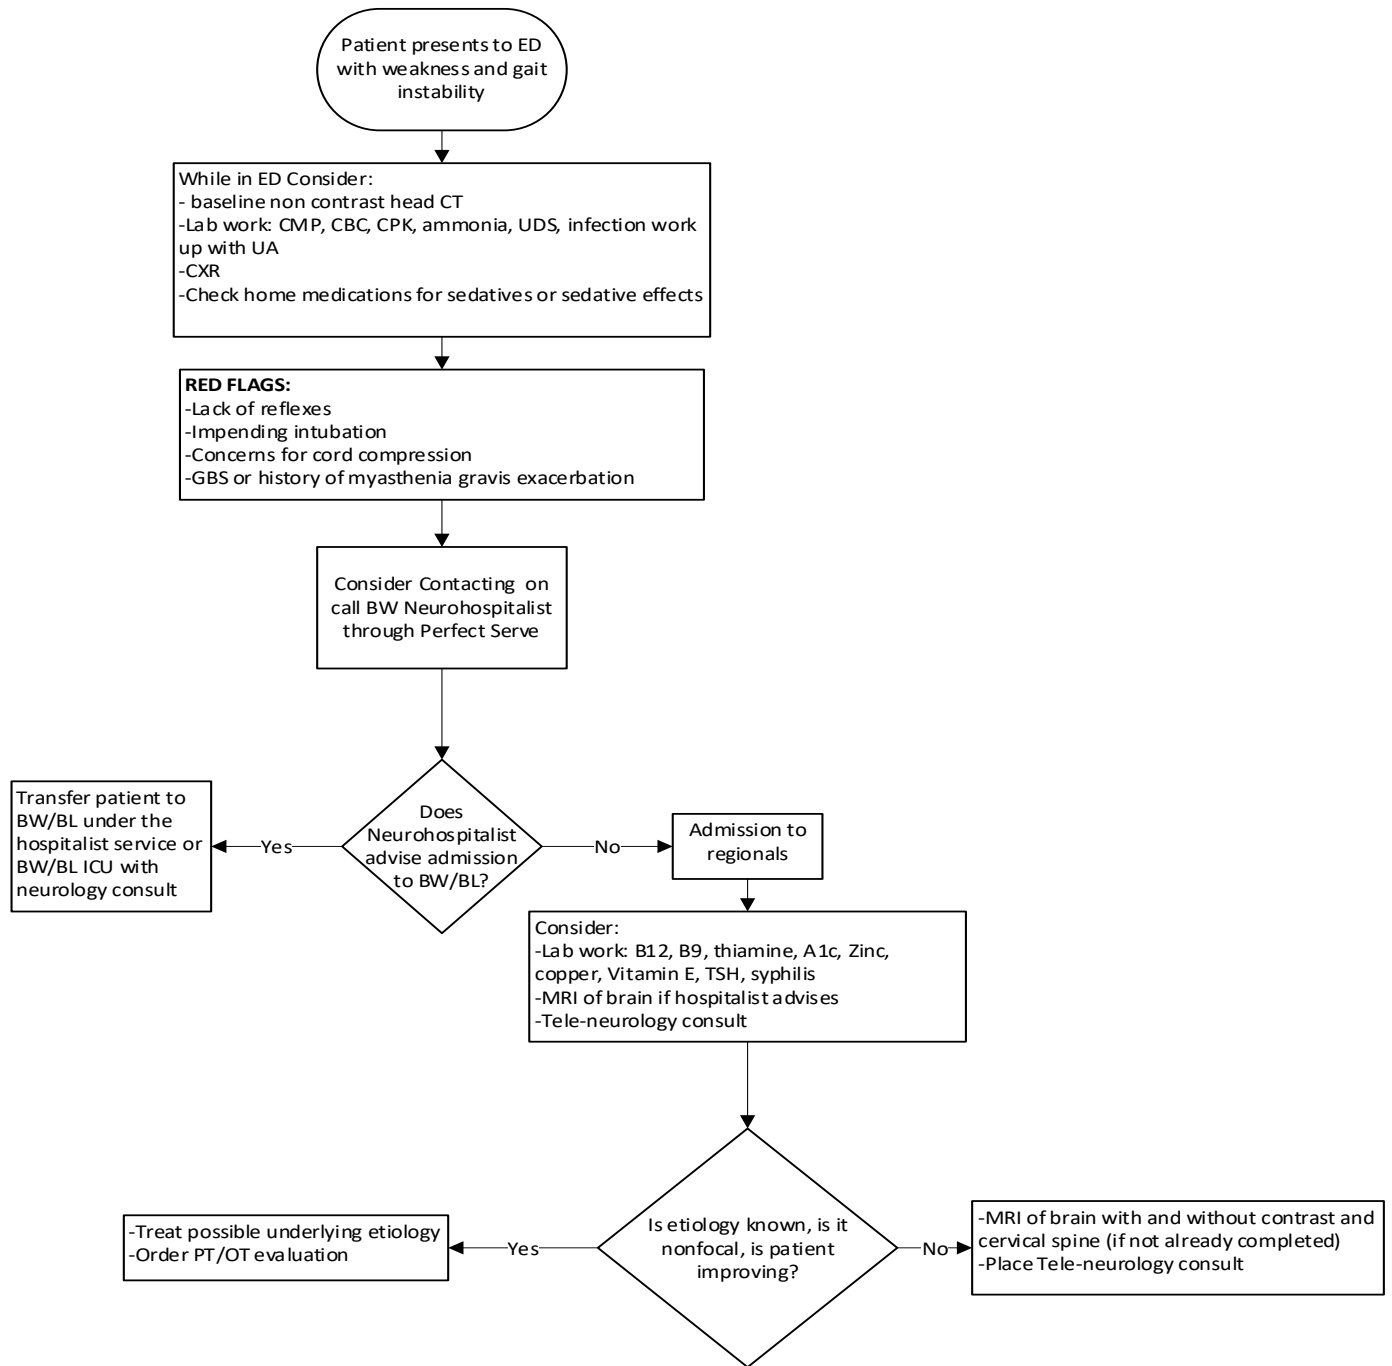 Patient presents to ED
with weakness and gait
instability
While in ED Consider:
- baseline non contrast head CT
-Lab work: CMP, CBC, CPK, ammonia, UDS, infection work
up with UA
-CXR
-Check home medications for sedatives or sedative effects
RED FLAGS:
-Lack of reflexes
-Impending intubation
-Concerns for cord compression
-GBS or history of myasthenia gravis exacerbation
Consider Contacting on
call BW Neurohospitalist
through Perfect Serve
Does
Neurohospitalist
advise admission
to BW/BL?
Yes
Transfer patient to
BW/BL under the
hospitalist service or
BW/BL ICU with
neurology consult
No
Admission to
regionals
Consider:
-Lab work: B12, B9, thiamine, A1c, Zinc,
copper, Vitamin E, TSH, syphilis
-MRI of brain if hospitalist advises
-Tele-neurology consult
Is etiology known, is it
nonfocal, is patient
improving?
Yes
-Treat possible underlying etiology
-Order PT/OT evaluation
No
-MRI of brain with and without contrast and
cervical spine (if not already completed)
-Place Tele-neurology consult